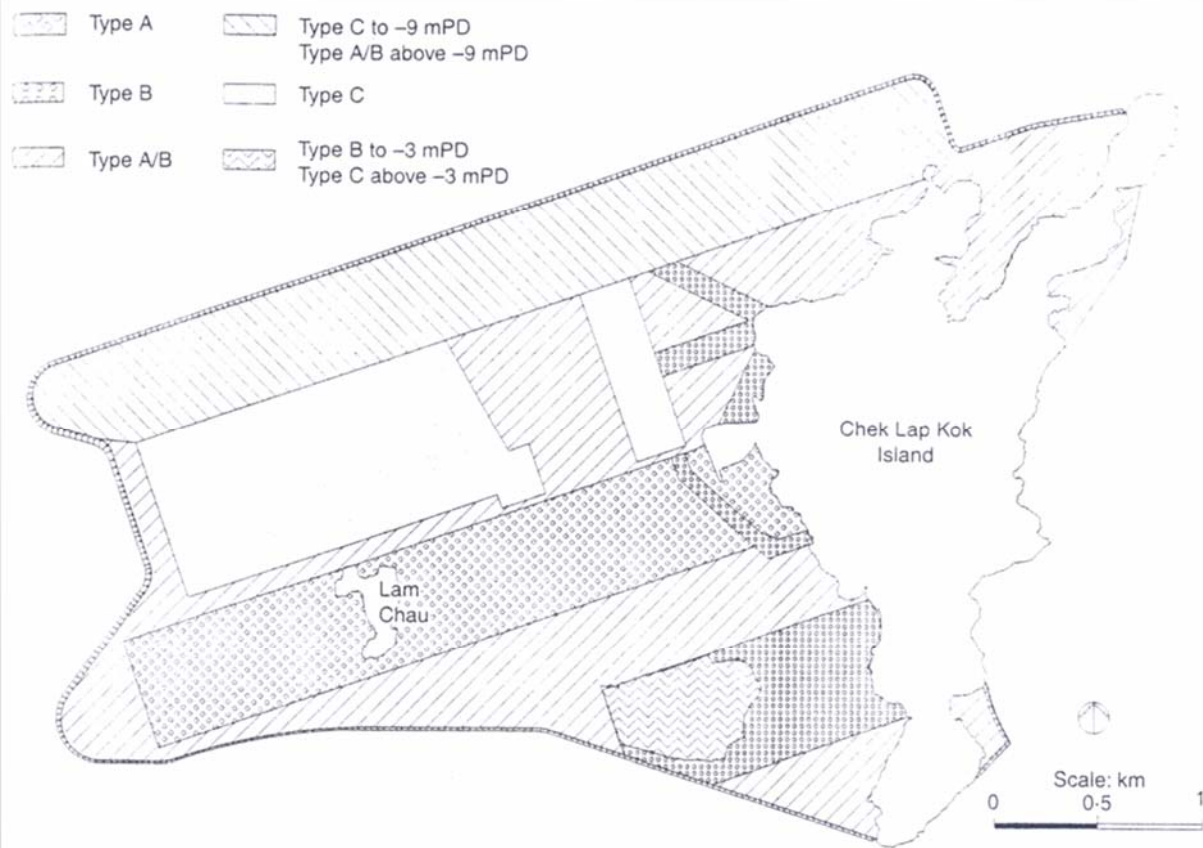 Type A
Type B
Type A/B
Type C to –9 mPD
Type A/B above –9 mPD
Type C
Type B to –3 mPD
Type C above –3 mPD
Chek Lap Kok
Island
Lam
Chau
Scale: km
0 0·5 1